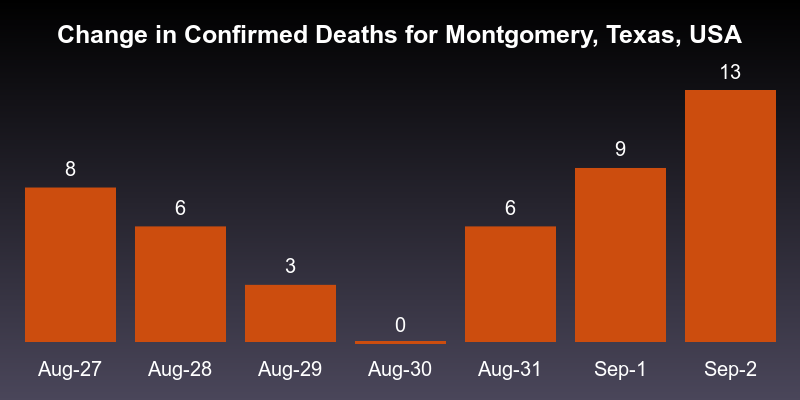 Change in Confirmed Deaths for Montgomery, Texas, USA
8
6
3
0
6
9
13
Aug-27
Aug-28
Aug-29
Aug-30
Aug-31
Sep-1
Sep-2